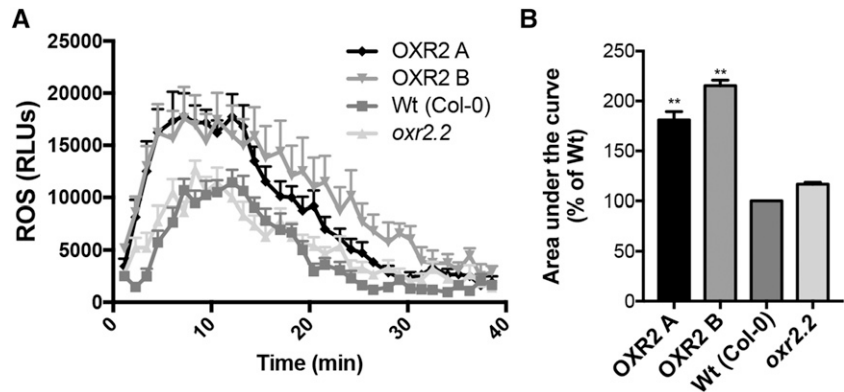 A
ROS (RLUs)
25000
20000
15000
10000
5000
0
0
10
20
30
40
Time (min)
OXR2 A
OXR2 B
Wt (Col-0)
oxr2.2
B
Area under the curve
(% of Wt)
250
200
150
100
50
0
**
**
OXR2 A
OXR2 B
Wt (Col-0)
oxr2.2